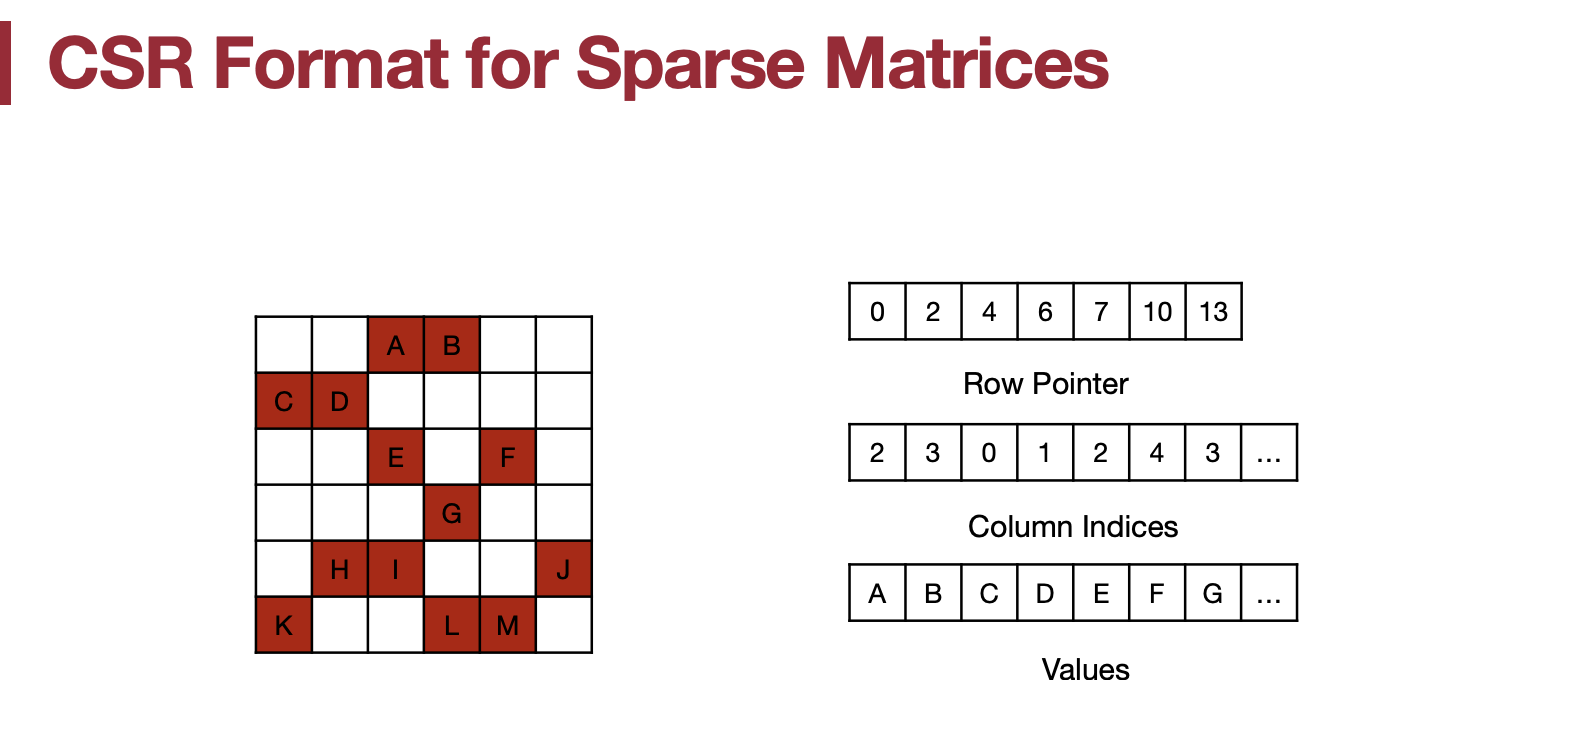 CSR Format for Sparse Matrices
A B
C D
E F
G
H I J
K L M
0 2 4 6 7 10 13
Row Pointer
2 3 0 1 2 4 3 ...
Column Indices
A B C D E F G ...
Values